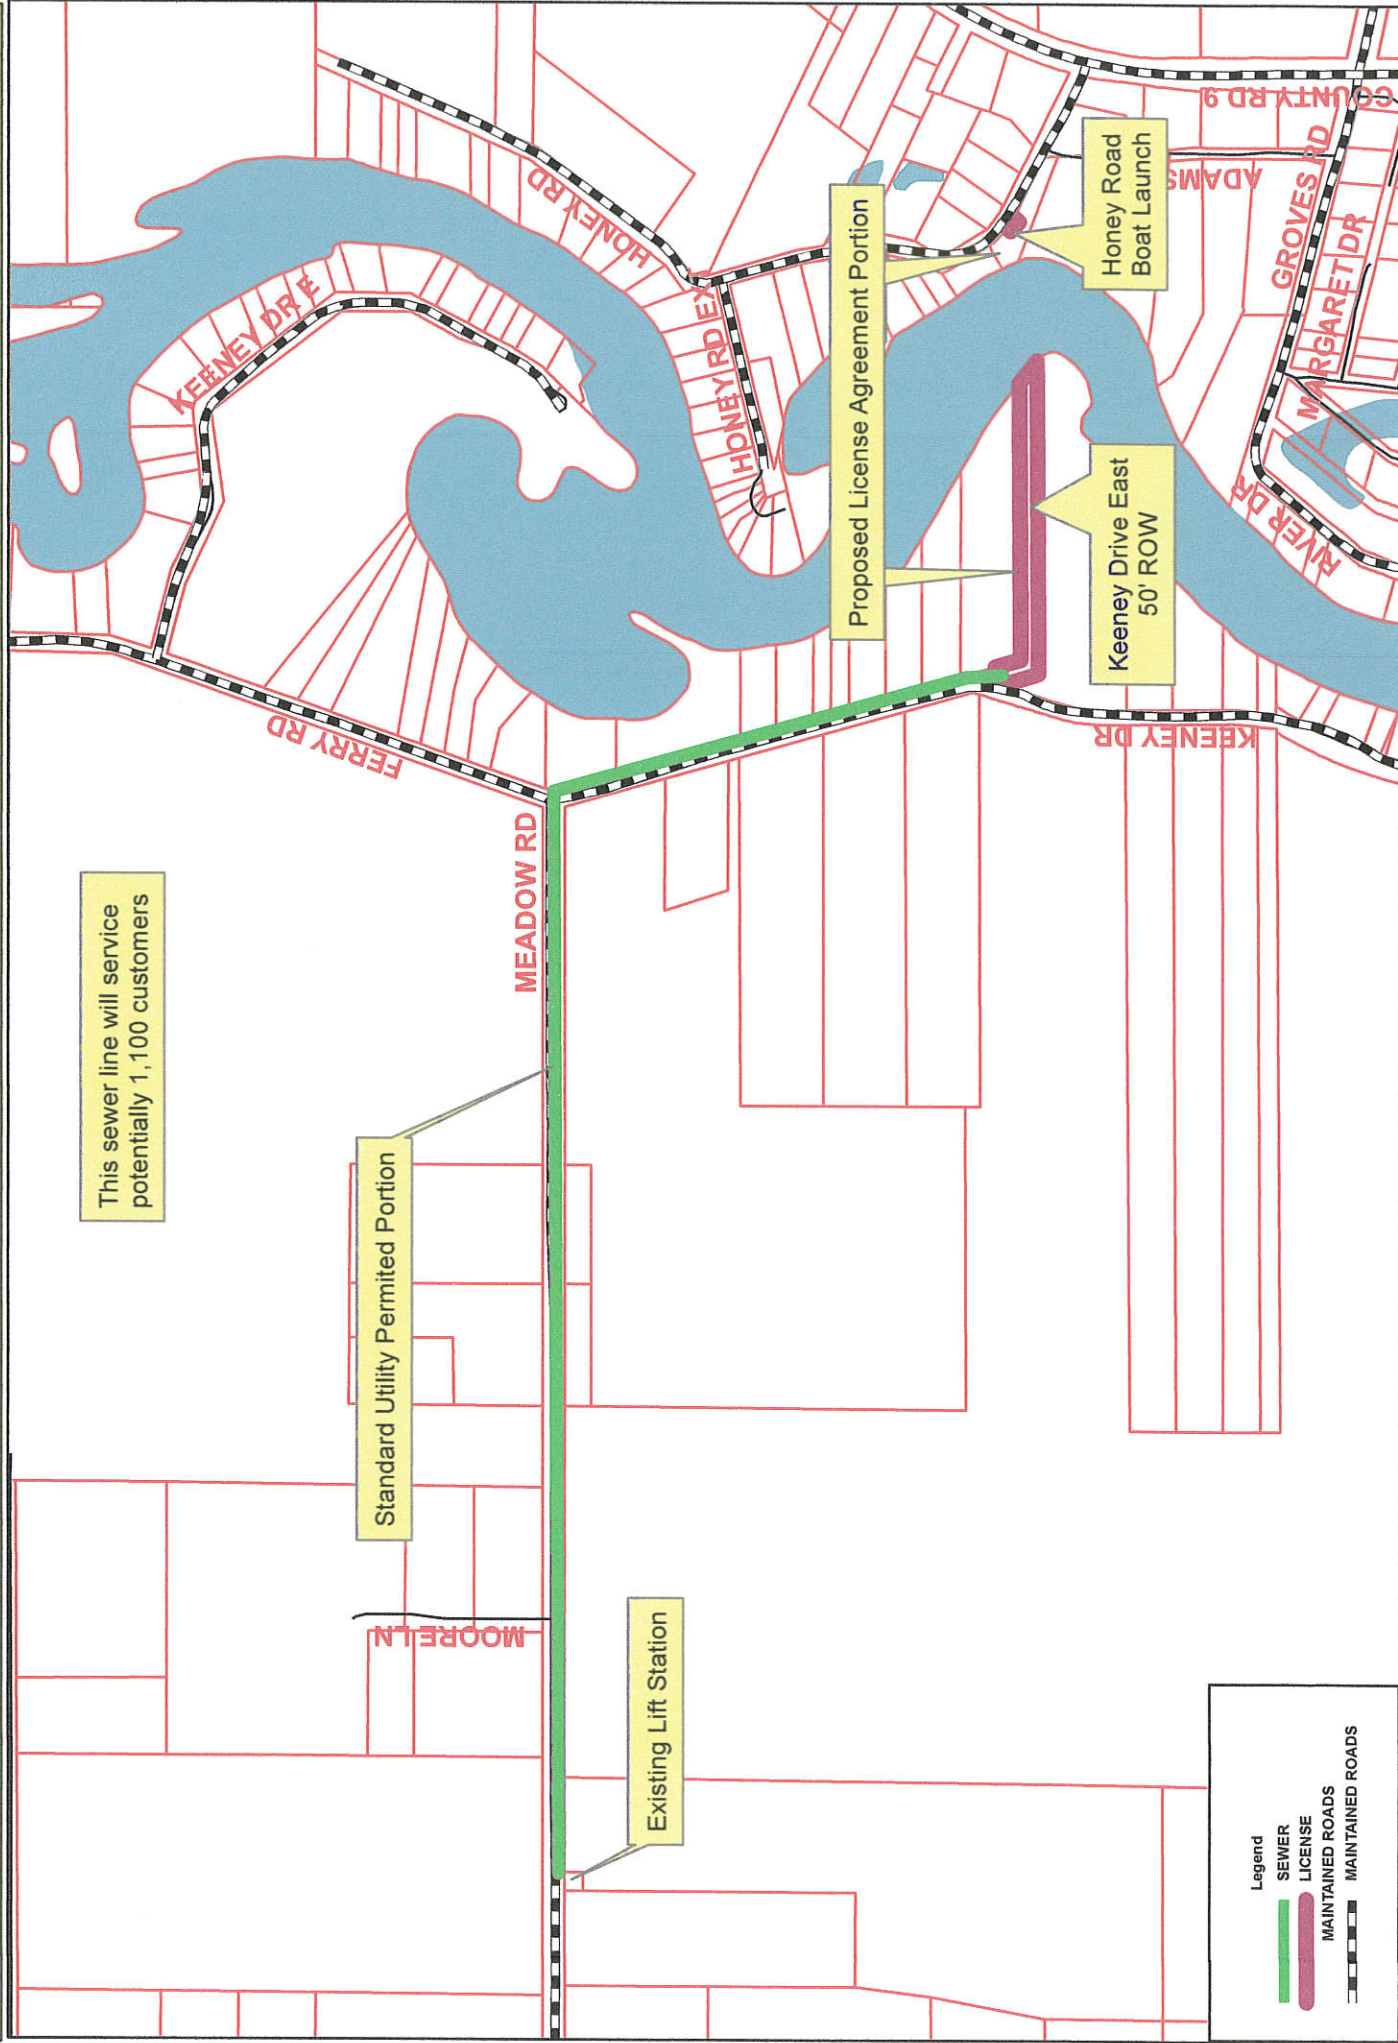 This sewer line will service
potentially 1,100 customers
Standard Utility Permited Portion
Existing Lift Station
Proposed License Agreement Portion
Honey Road
Boat Launch
Keeney Drive East
50' ROW
MOORE LN
MEADOW RD
FERRY RD
KEENEY DR E
HONEY RD
HONEY RD EX
KEENEY DR
RIVER DR
MARGARET DR
GROVES RD
ADAMS
COUNTY RD 9
Legend
SEWER
LICENSE
MAINTAINED ROADS
MAINTAINED ROADS